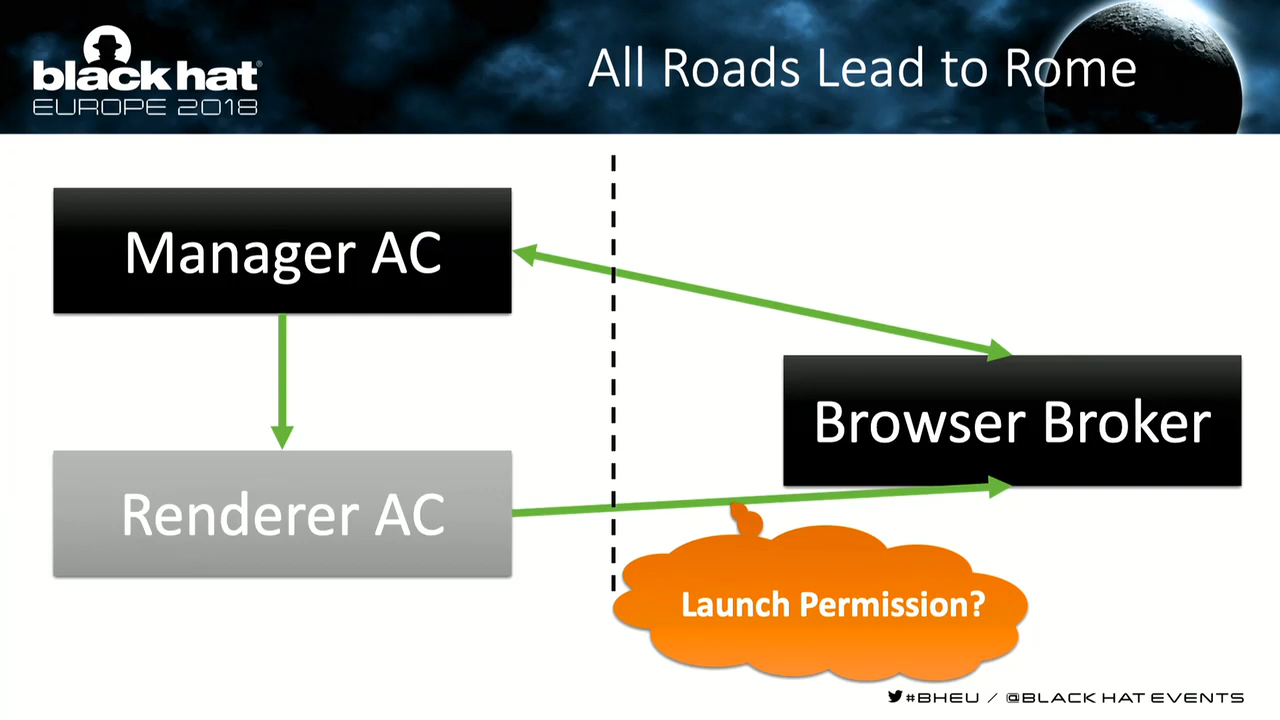 black hat®
EUROPE 2018
All Roads Lead to Rome
Manager AC
Browser Broker
Renderer AC
Launch Permission?
#BHEU / @BLACK HAT EVENTS